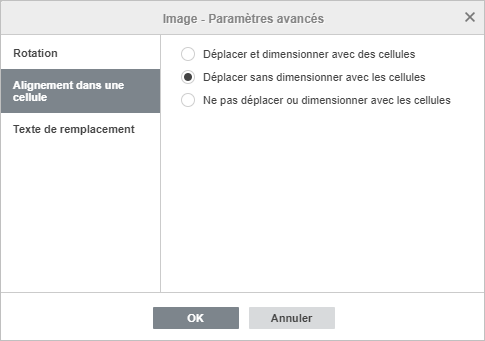 Image - Paramètres avancés
Rotation
Alignement dans une
cellule
Texte de remplacement
Déplacer et dimensionner avec des cellules
Déplacer sans dimensionner avec les cellules
Ne pas déplacer ou dimensionner avec les cellules
OK
Annuler